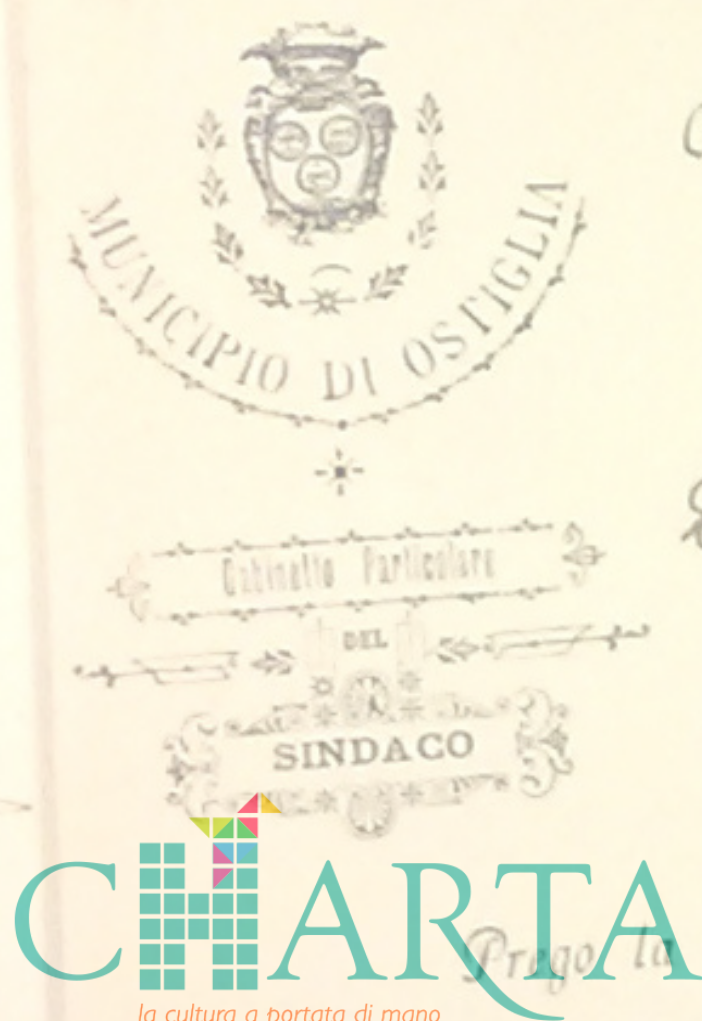 MUNICIPIO DI OSTIGLIA
Gabinetto Particolare
DEL
SINDACO
Prego la
CHARTA
la cultura a portata di mano